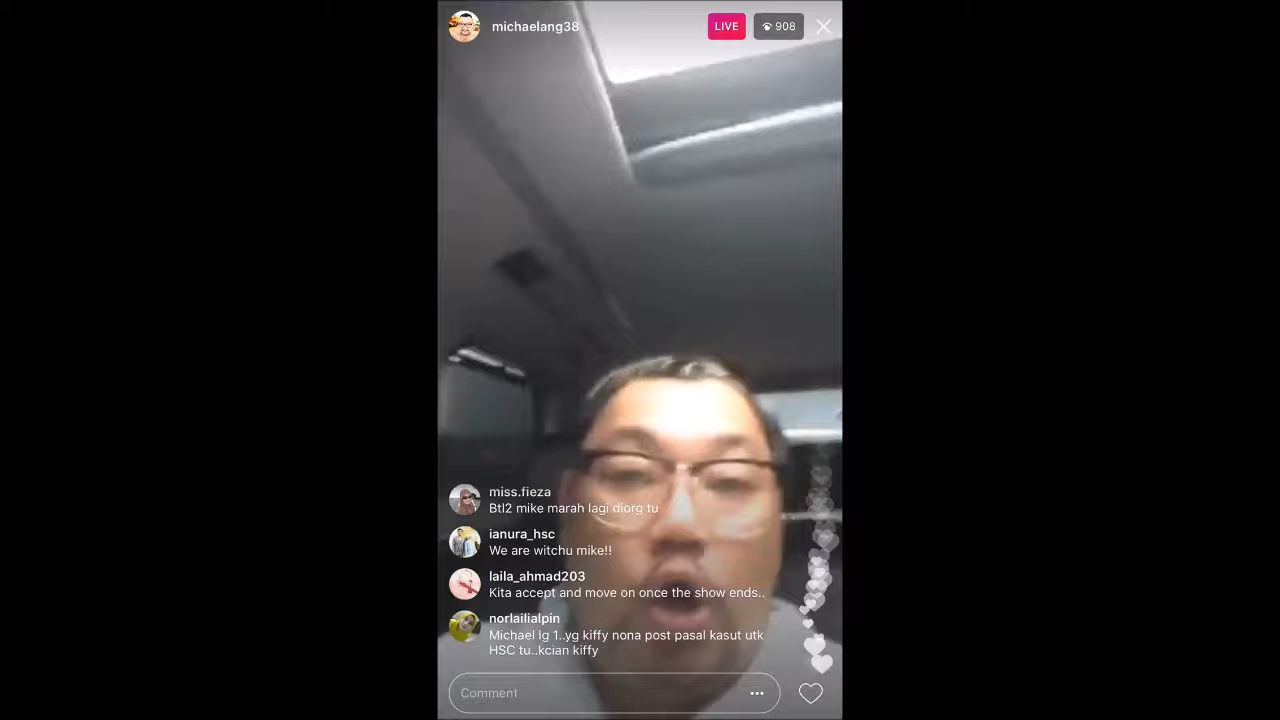 michaelang38
LIVE
908
miss.fieza
Btl2 mike marah lagi diorg tu
ianura_hsc
We are witchu mike!!
laila_ahmad203
Kita accept and move on once the show ends..
norlailialpin
Michael lg 1..yg kiffy nona post pasal kasut utk
HSC tu..kcian kiffy
Comment